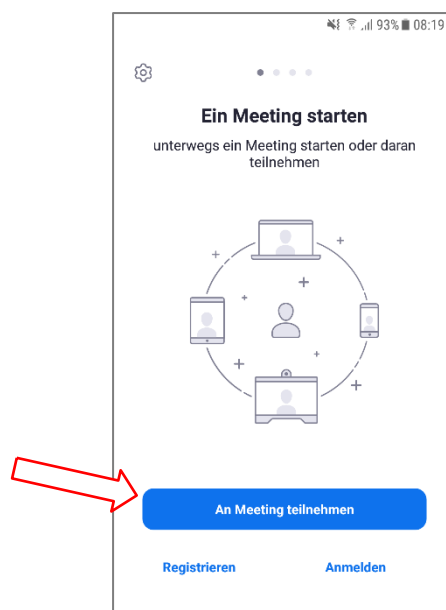 93% 08:19
Ein Meeting starten
unterwegs ein Meeting starten oder daran
teilnehmen
An Meeting teilnehmen
Registrieren Anmelden